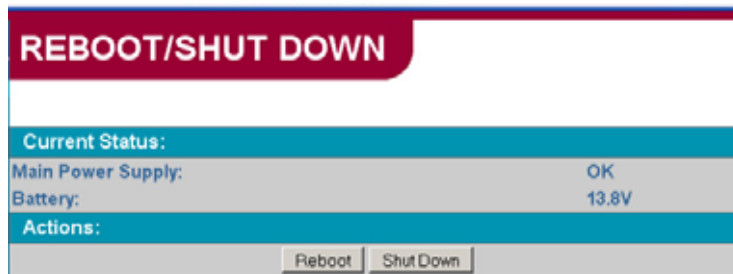 REBOOT/SHUT DOWN
Current Status:
Main Power Supply: OK
Battery: 13.8V
Actions:
Reboot Shut Down